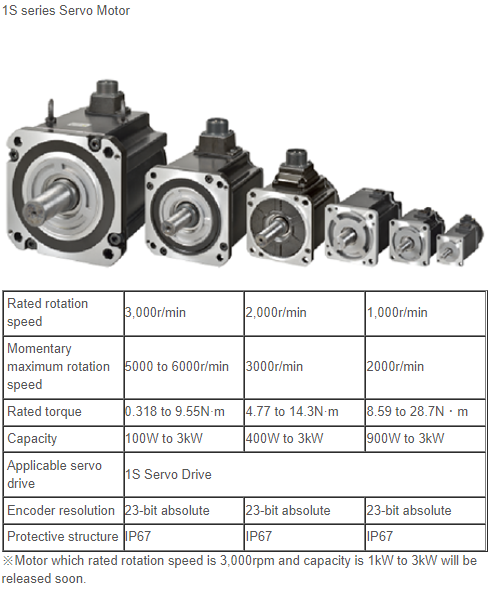 1S series Servo Motor
Rated rotation speed 3,000r/min 2,000r/min 1,000r/min
Momentary maximum rotation speed 5000 to 6000r/min 3000r/min 2000r/min
Rated torque 0.318 to 9.55N·m 4.77 to 14.3N·m 8.59 to 28.7N・m
Capacity 100W to 3kW 400W to 3kW 900W to 3kW
Applicable servo drive 1S Servo Drive
Encoder resolution 23-bit absolute 23-bit absolute 23-bit absolute
Protective structure IP67 IP67 IP67
※Motor which rated rotation speed is 3,000rpm and capacity is 1kW to 3kW will be
released soon.